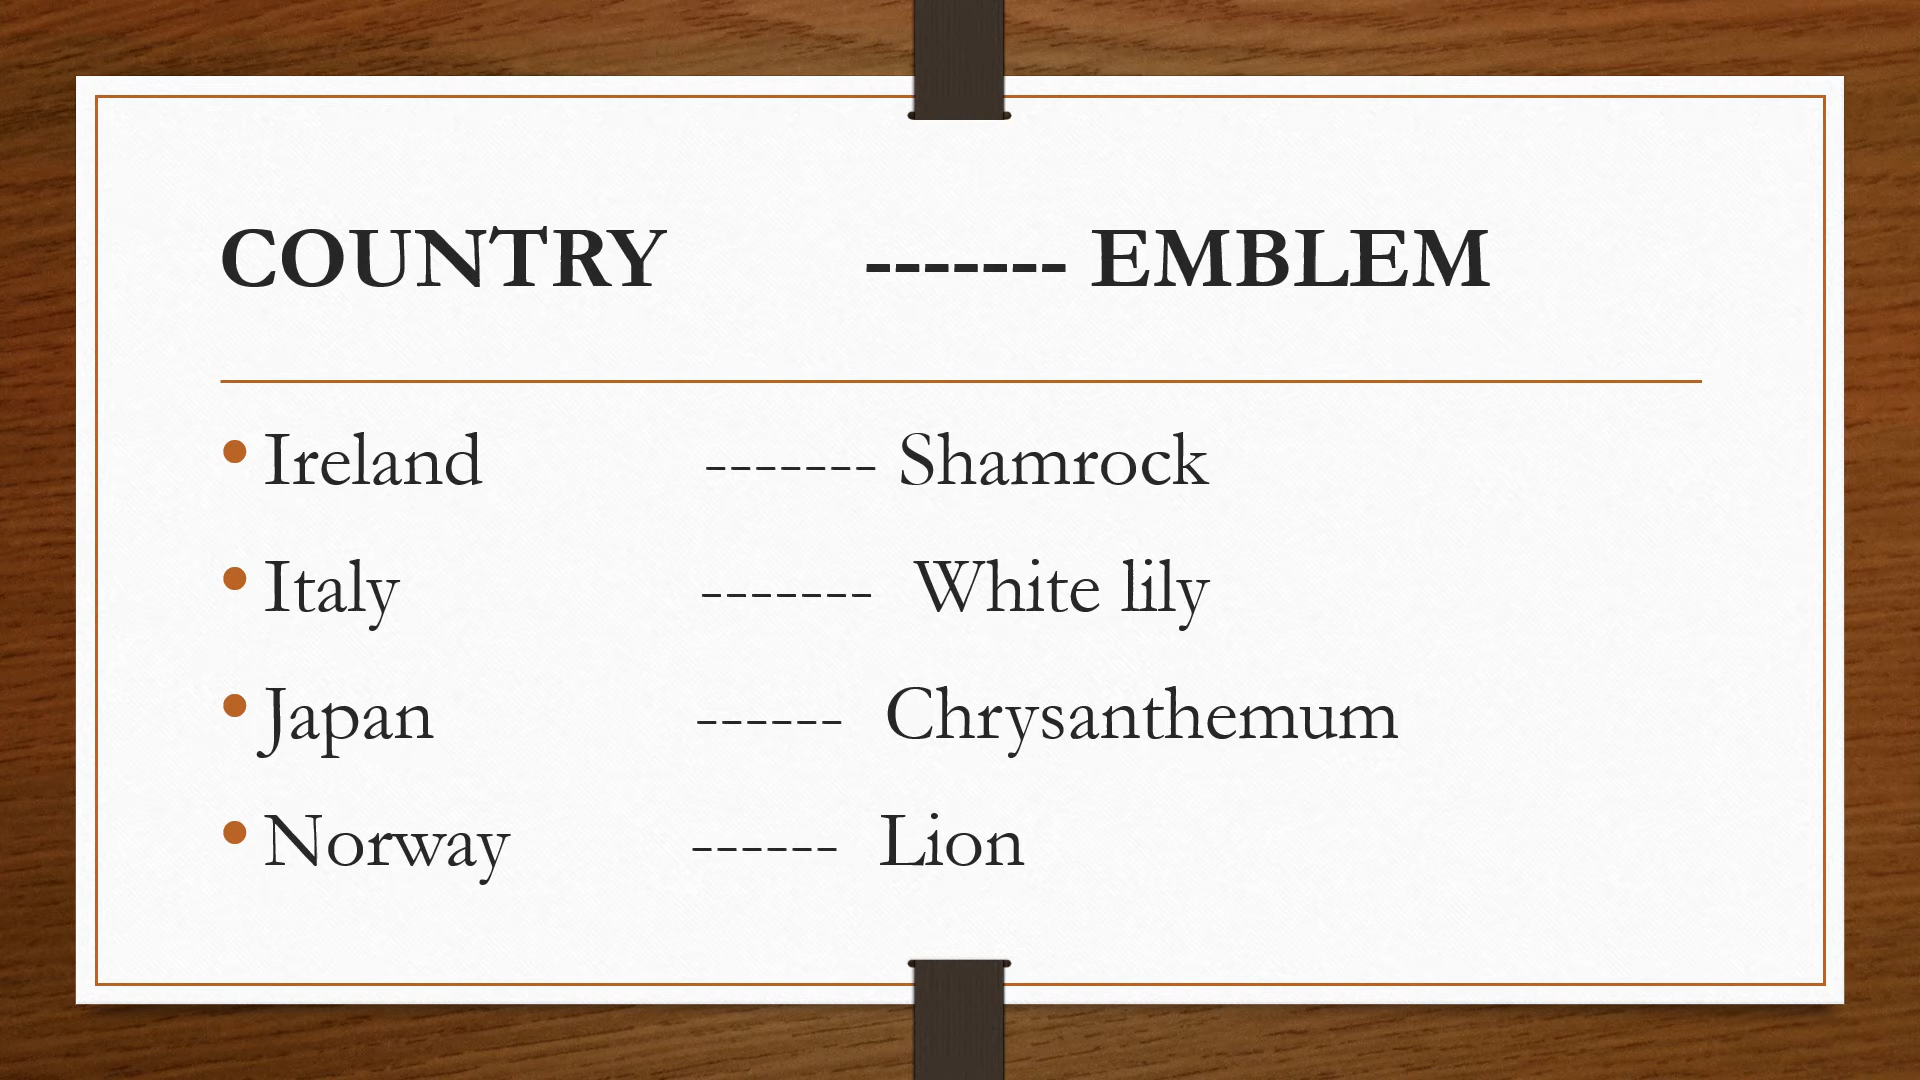 COUNTRY ------- EMBLEM
• Ireland ------- Shamrock
• Italy ------- White lily
• Japan ------ Chrysanthemum
• Norway ------ Lion